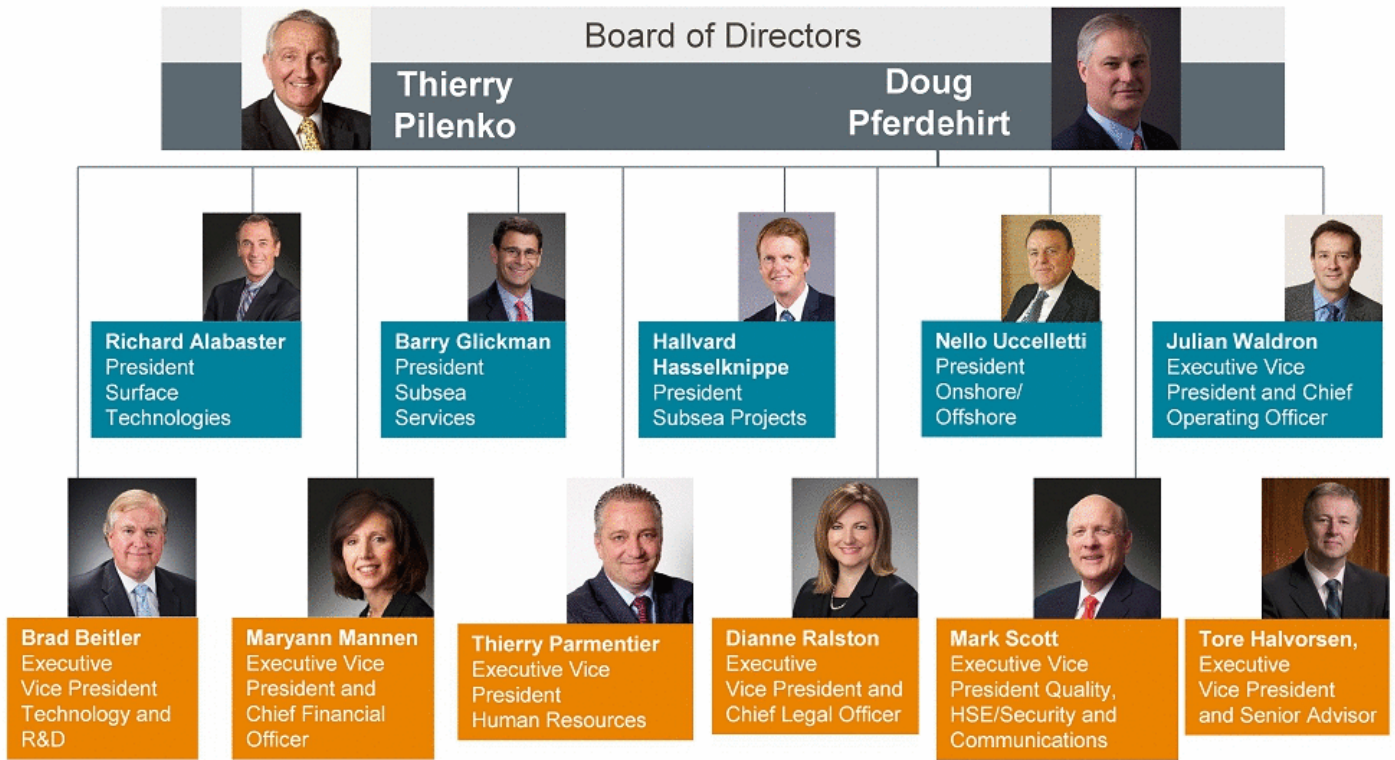 Board of Directors
Thierry
Pilenko
Doug
Pferdehirt
Richard Alabaster
President
Surface
Technologies
Barry Glickman
President
Subsea
Services
Hallvard
Hasselknippe
President
Subsea Projects
Nello Uccelletti
President
Onshore/
Offshore
Julian Waldron
Executive Vice
President and Chief
Operating Officer
Brad Beitler
Executive
Vice President
Technology and
R&D
Maryann Mannen
Executive Vice
President and
Chief Financial
Officer
Thierry Parmentier
Executive Vice
President
Human Resources
Dianne Ralston
Executive
Vice President and
Chief Legal Officer
Mark Scott
Executive Vice
President Quality,
HSE/Security and
Communications
Tore Halvorsen,
Executive
Vice President
and Senior Advisor